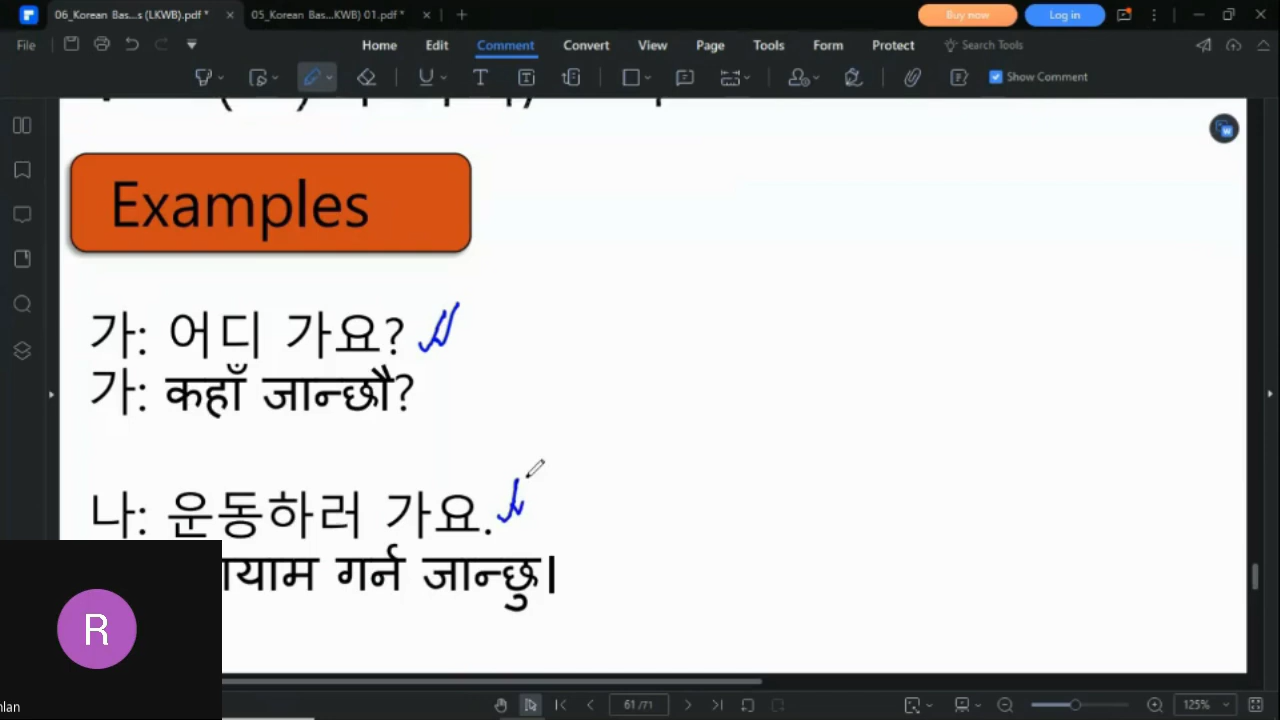 06_Korean Bas...s (LKWB).pdf *
05_Korean Bas...KWB) 01.pdf *
Buy now
Log in
File
Home
Edit
Comment
Convert
View
Page
Tools
Form
Protect
Search Tools
Show Comment
Examples
가: 어디 가요?
가: कहाँ जान्छौ?
나: 운동하러 가요.
गर्न जान्छु।
R
61 /71
125%